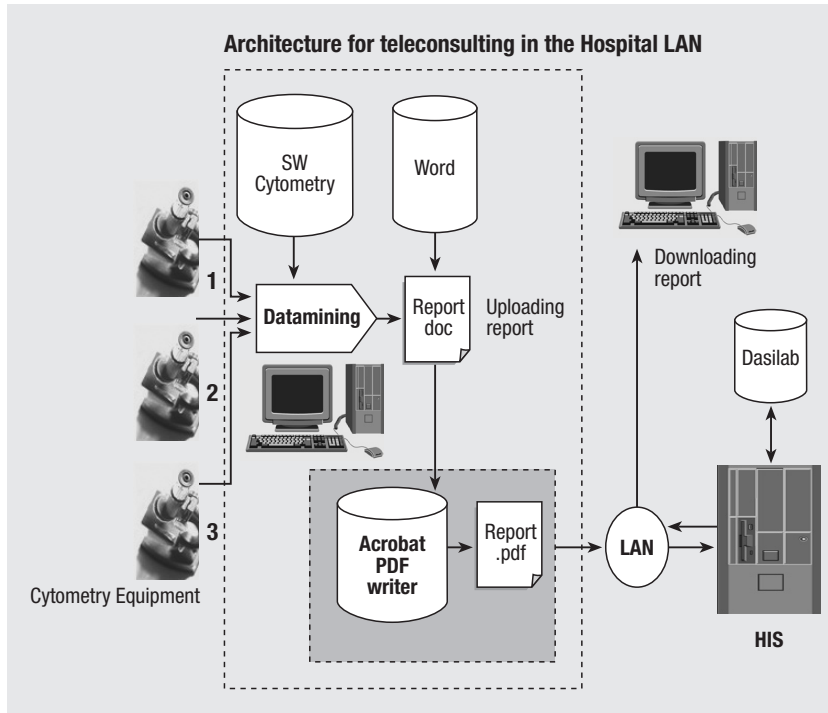 Architecture for teleconsulting in the Hospital LAN
SW
Cytometry
Word
1
Datamining
Report
doc
Uploading
report
Downloading
report
Dasilab
2
3
Cytometry Equipment
Acrobat
PDF
writer
Report
.pdf
LAN
HIS